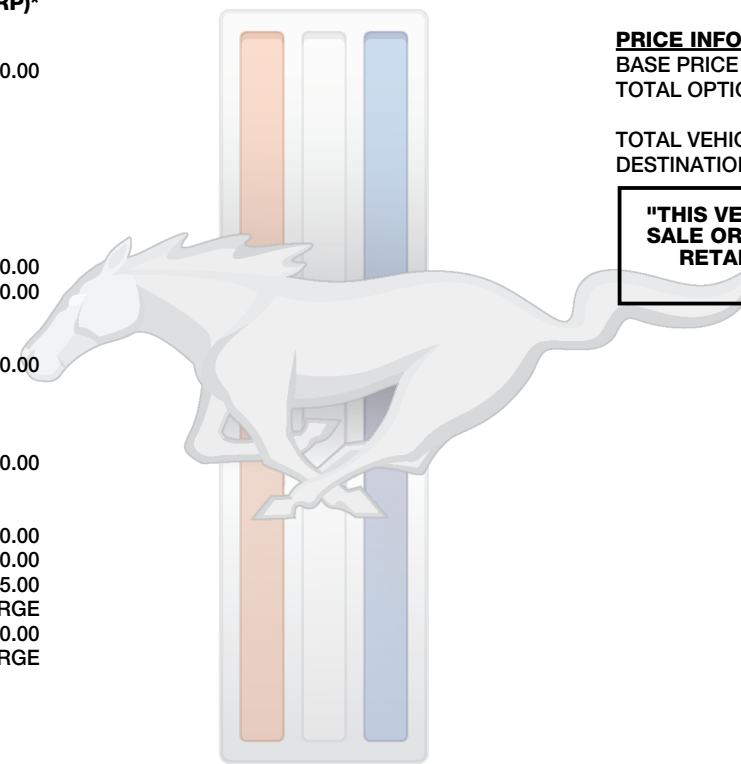 RP)*
0.00
0.00
0.00
0.00
0.00
0.00
0.00
5.00
RGE
0.00
RGE
PRICE INFO
BASE PRICE
TOTAL OPTIO
TOTAL VEHIC
DESTINATION
"THIS VE
SALE OR
RETAI